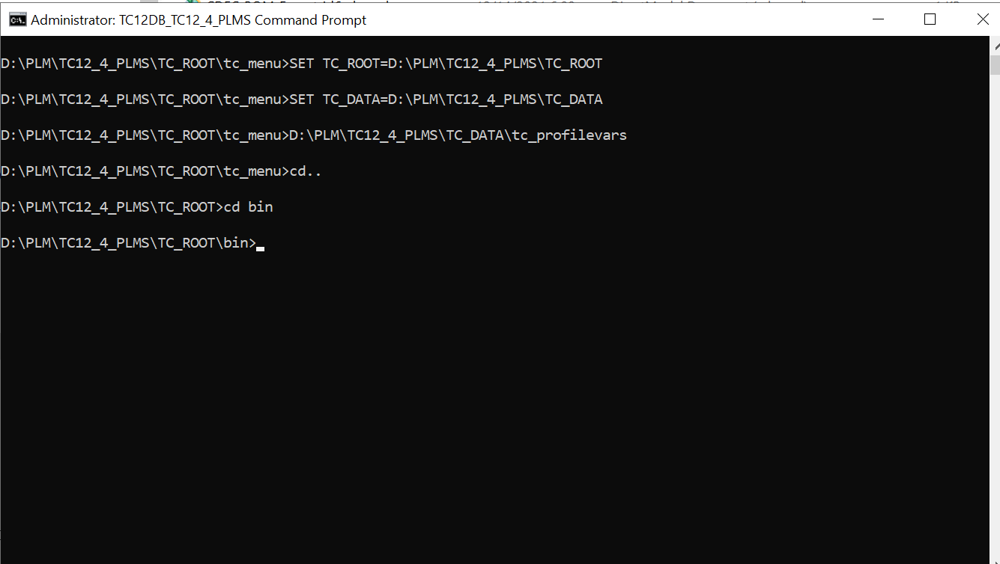 Administrator: TC12DB_TC12_4_PLMS Command Prompt
D:\PLM\TC12_4_PLMS\TC_ROOT\tc_menu>SET TC_ROOT=D:\PLM\TC12_4_PLMS\TC_ROOT
D:\PLM\TC12_4_PLMS\TC_ROOT\tc_menu>SET TC_DATA=D:\PLM\TC12_4_PLMS\TC_DATA
D:\PLM\TC12_4_PLMS\TC_ROOT\tc_menu>D:\PLM\TC12_4_PLMS\TC_DATA\tc_profilevars
D:\PLM\TC12_4_PLMS\TC_ROOT\tc_menu>cd..
D:\PLM\TC12_4_PLMS\TC_ROOT>cd bin
D:\PLM\TC12_4_PLMS\TC_ROOT\bin>